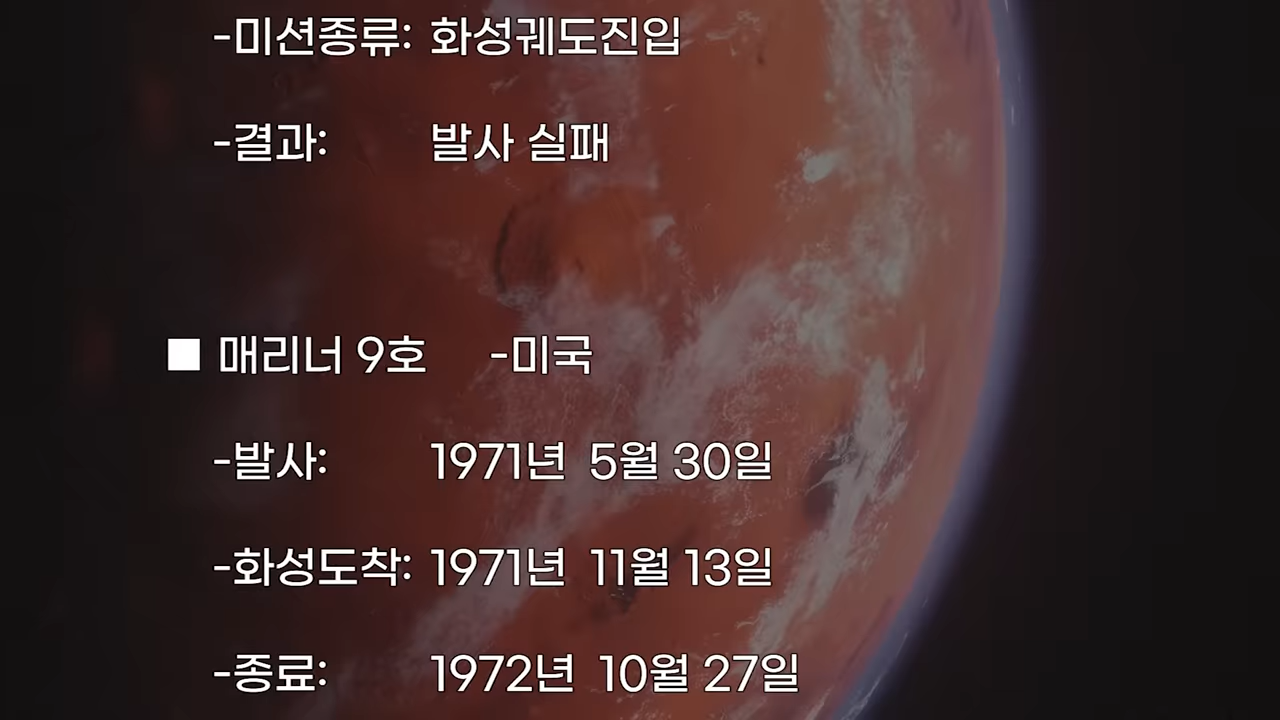 -미션종류: 화성궤도진입
-결과: 발사 실패
■ 매리너 9호 -미국
-발사: 1971년 5월 30일
-화성도착: 1971년 11월 13일
-종료: 1972년 10월 27일